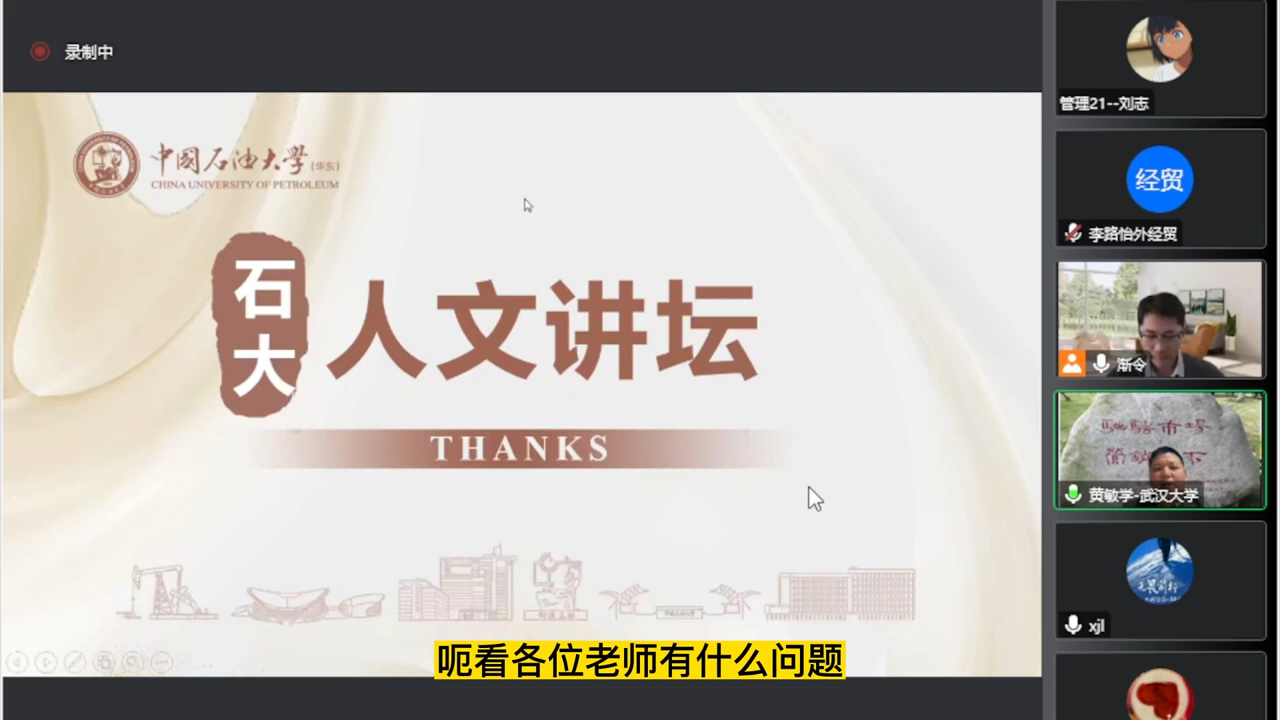 录制中
中国石油大学(华东)
CHINA UNIVERSITY OF PETROLEUM
石大
人文讲坛
THANKS
呃看各位老师有什么问题
管理21--刘志
经贸
李路怡外经贸
渐令
黄敏学-武汉大学
xjl